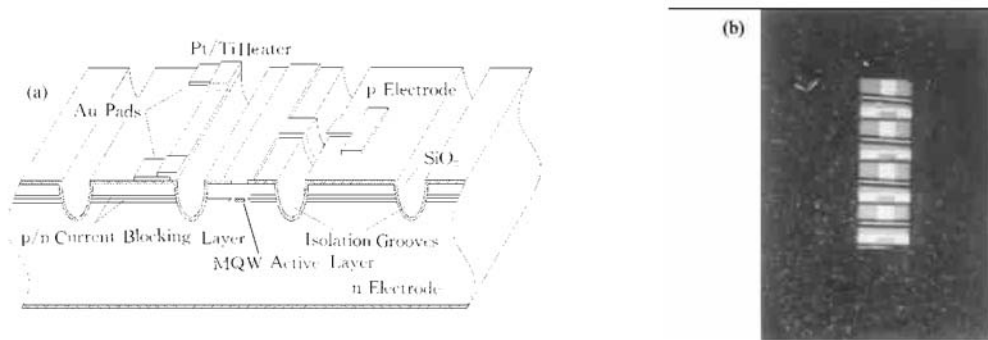 (a)
Pt/Ti Heater
Au Pads
p Electrode
SiO₂
p/n Current Blocking Layer
Isolation Grooves
MQW Active Layer
n Electrode
(b)